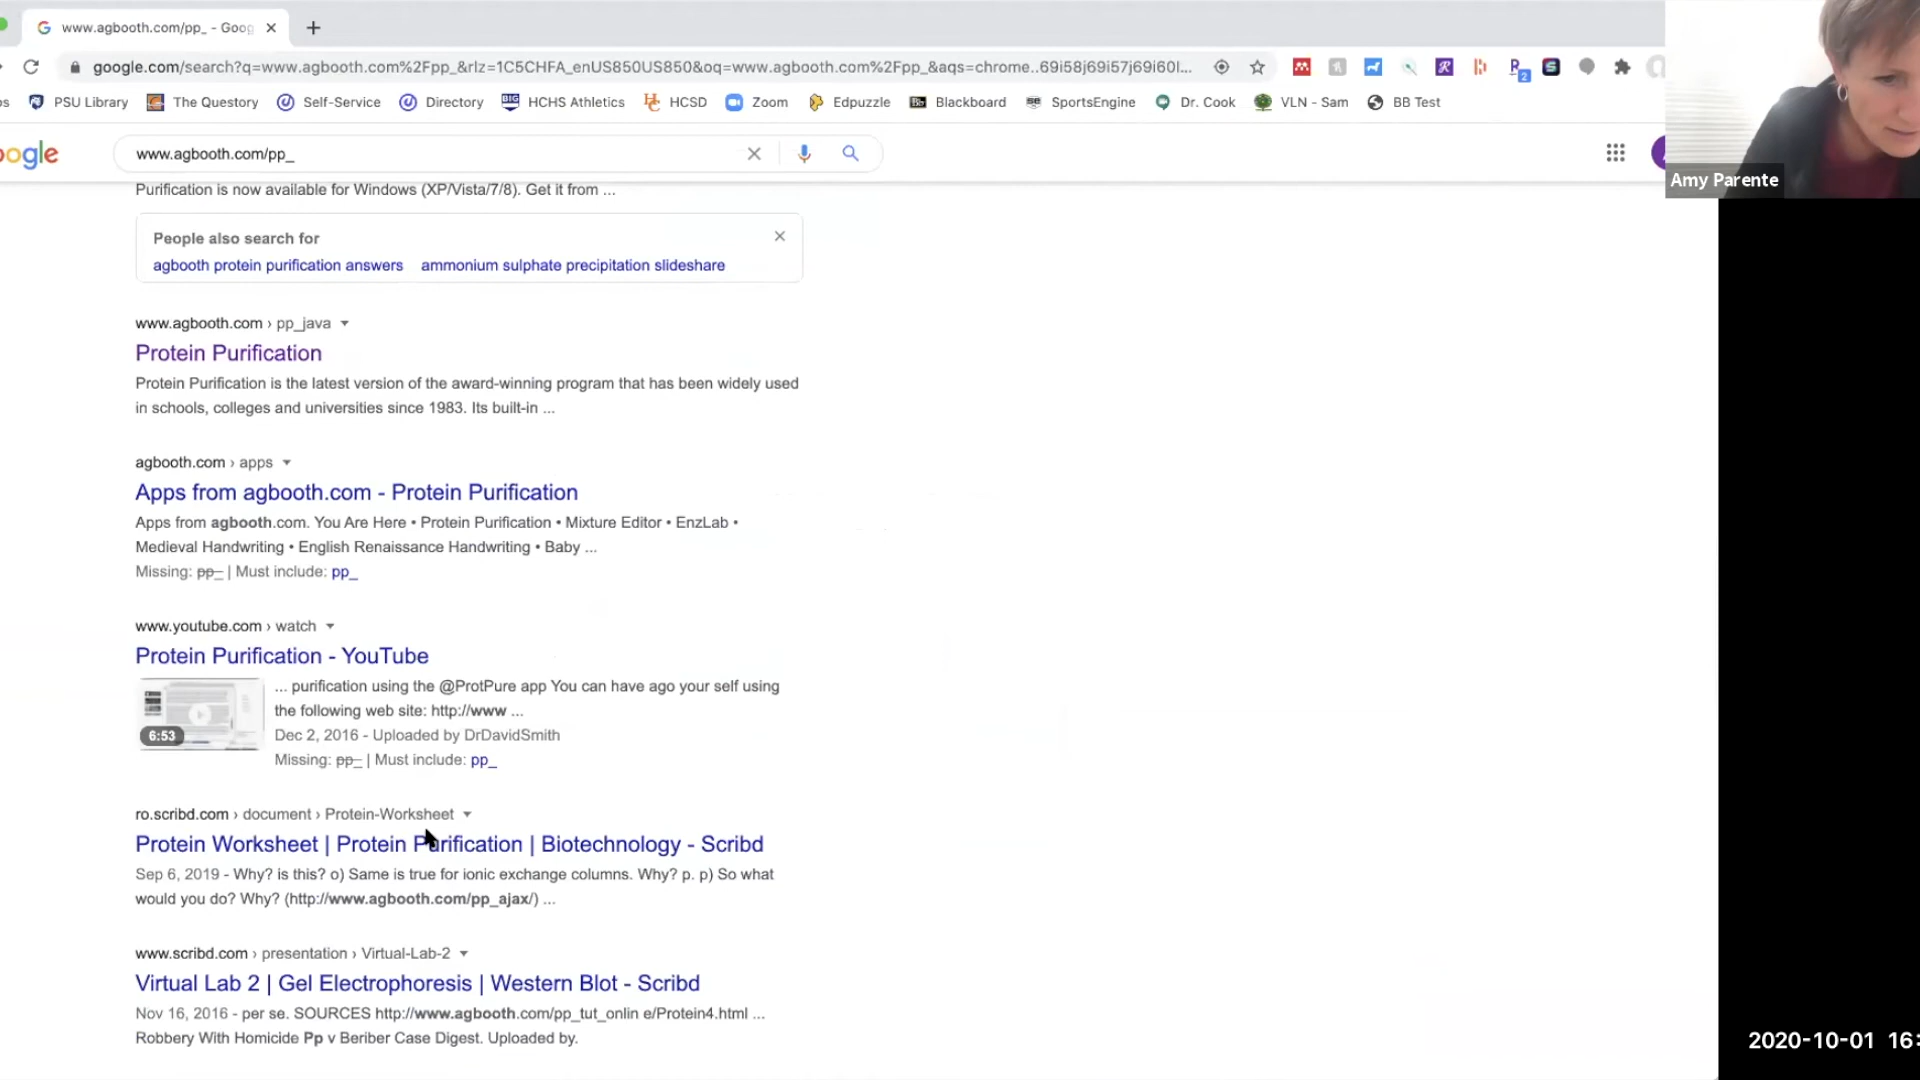 www.agbooth.com/pp_ - Goog
google.com/search?q=www.agbooth.com%2Fpp_&rlz=1C5CHFA_enUS850US850&oq=www.agbooth.com%2Fpp_&aqs=chrome..69i58j69i57j69i60l...
PSU Library The Questory Self-Service Directory HCHS Athletics HCSD Zoom Edpuzzle Blackboard SportsEngine Dr. Cook VLN - Sam BB Test
ogle www.agbooth.com/pp_
Amy Parente
Purification is now available for Windows (XP/Vista/7/8). Get it from ...
People also search for
agbooth protein purification answers ammonium sulphate precipitation slideshare
www.agbooth.com › pp_java
Protein Purification
Protein Purification is the latest version of the award-winning program that has been widely used
in schools, colleges and universities since 1983. Its built-in ...
agbooth.com › apps
Apps from agbooth.com - Protein Purification
Apps from agbooth.com. You Are Here • Protein Purification • Mixture Editor • EnzLab •
Medieval Handwriting • English Renaissance Handwriting • Baby ...
Missing: pp_ | Must include: pp_
www.youtube.com › watch
Protein Purification - YouTube
... purification using the @ProtPure app You can have ago your self using
the following web site: http://www ...
6:53
Dec 2, 2016 - Uploaded by DrDavidSmith
Missing: pp_ | Must include: pp_
ro.scribd.com › document › Protein-Worksheet
Protein Worksheet | Protein Purification | Biotechnology - Scribd
Sep 6, 2019 - Why? is this? o) Same is true for ionic exchange columns. Why? p. p) So what
would you do? Why? (http://www.agbooth.com/pp_ajax/) ...
www.scribd.com › presentation › Virtual-Lab-2
Virtual Lab 2 | Gel Electrophoresis | Western Blot - Scribd
Nov 16, 2016 - per se. SOURCES http://www.agbooth.com/pp_tut_onlin e/Protein4.html ...
Robbery With Homicide Pp v Beriber Case Digest. Uploaded by.
2020-10-01 16: